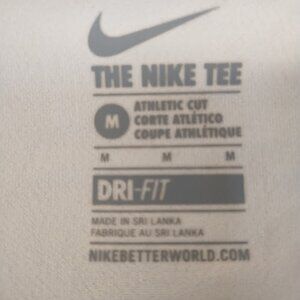 THE NIKE TEE
M
ATHLETIC CUT
CORTE ATLÉTICO
COUPE ATHLÉTIQUE
M M M
DRI-FIT
MADE IN SRI LANKA
FABRIQUE AU SRI LANKA
NIKEBETTERWORLD.COM